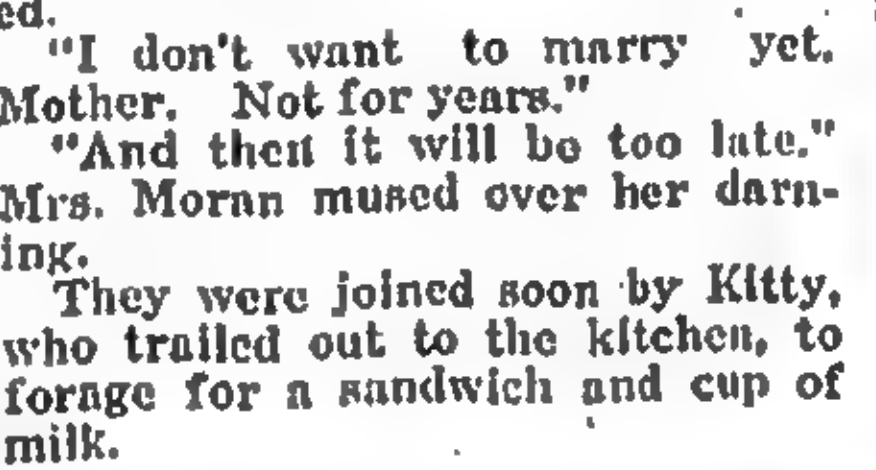 ed.
"I don't want to marry yet.
Mother. Not for years."
"And then it will be too late."
Mrs. Moran mused over her darn-
ing.
They were joined soon by Kitty,
who trailed out to the kitchen, to
forage for a sandwich and cup of
milk.